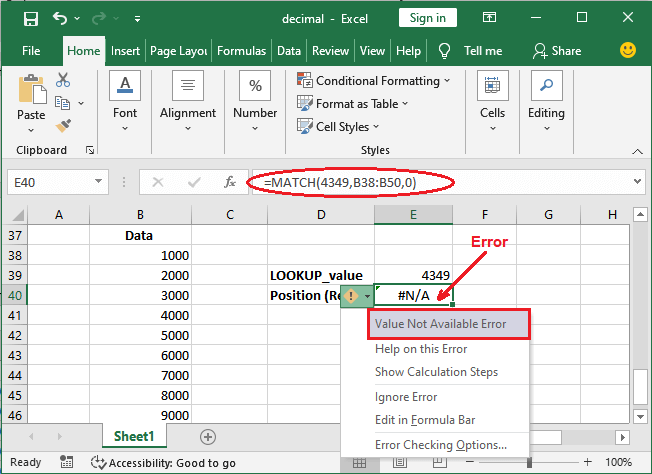 decimal - Excel
Sign in
File Home Insert Page Layou Formulas Data Review View Help Tell me Share
Paste
Clipboard
Font
Alignment
%
Number
Conditional Formatting
Format as Table
Cell Styles
Styles
Cells
Editing
E40 fx =MATCH(4349,B38:B50,0)
A B C D E F G H
37 Data
38 1000
Error
39 2000 LOOKUP_value 4349
40 3000 Position (Re ! #N/A
41 4000
Value Not Available Error
42 5000
Help on this Error
43 6000
Show Calculation Steps
44 7000
45 8000
Ignore Error
46 9000
Edit in Formula Bar
Error Checking Options...
Sheet1
Ready
Accessibility: Good to go
100%